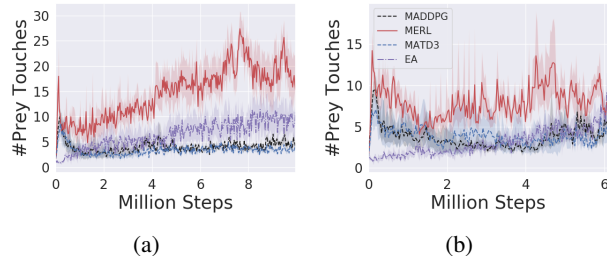 #Prey Touches
30
25
20
15
10
5
0
0 2 4 6 8
Million Steps
(a)
#Prey Touches
15
10
5
0
MADDPG
MERL
MATD3
EA
0 2 4 6
Million Steps
(b)